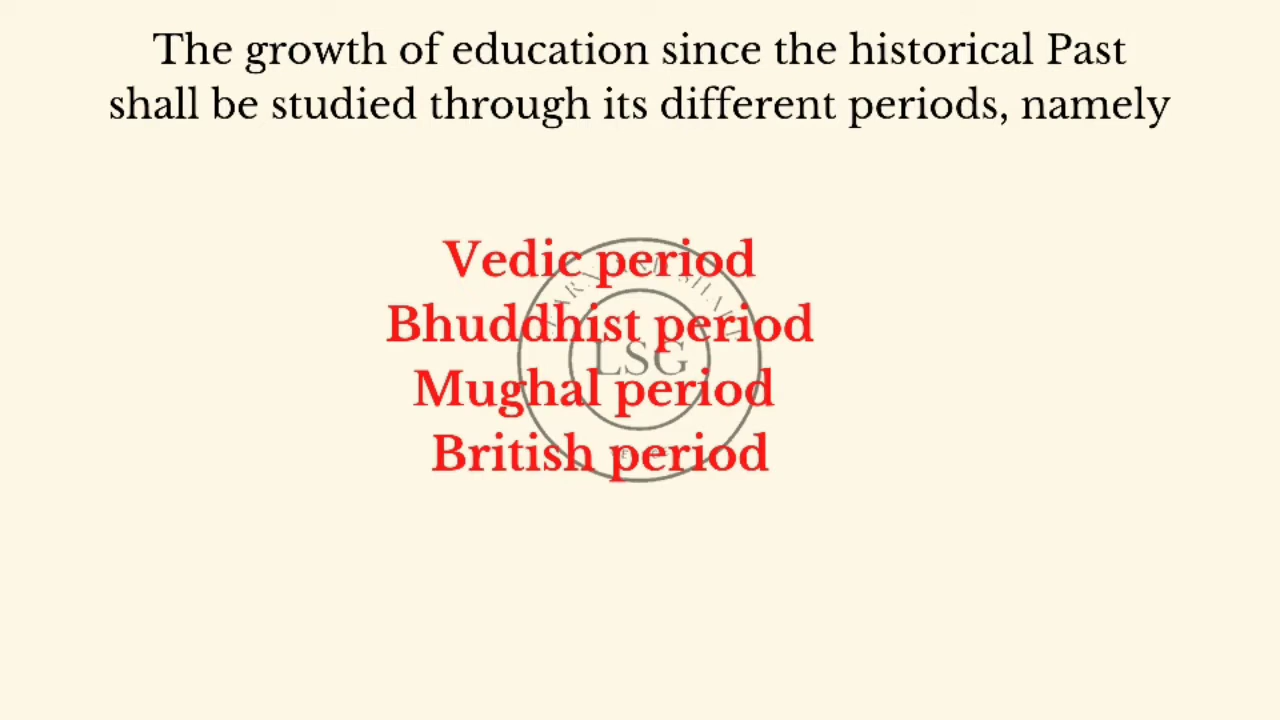 The growth of education since the historical Past
shall be studied through its different periods, namely
Vedic period
Bhuddhist period
Mughal period
British period
LSG